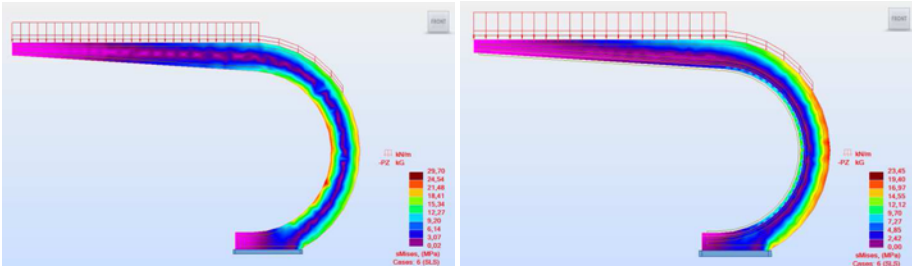 FRONT
kN/m
-PZ kG
29,70
24,54
21,48
18,41
15,34
12,27
9,20
6,14
3,07
0,02
sMises, (MPa)
Cases: 6 (SLS)
FRONT
kN/m
-PZ kG
23,45
19,40
16,97
14,55
12,12
9,70
7,27
4,85
2,42
0,00
sMises, (MPa)
Cases: 6 (SLS)